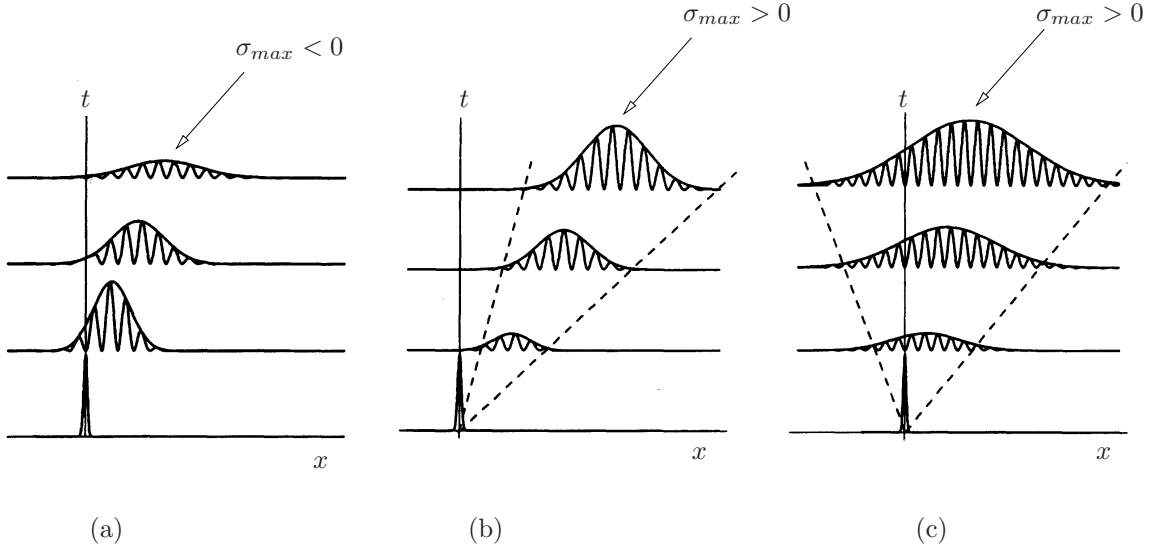 σ_max < 0
t
x
(a)
σ_max > 0
t
x
(b)
σ_max > 0
t
x
(c)